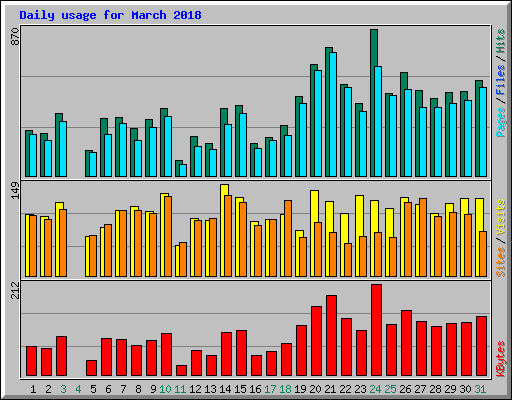 Daily usage for March 2018
870
Pages / Files / Hits
149
Sites / Visits
212
KBytes
1 2 3 4 5 6 7 8 9 10 11 12 13 14 15 16 17 18 19 20 21 22 23 24 25 26 27 28 29 30 31